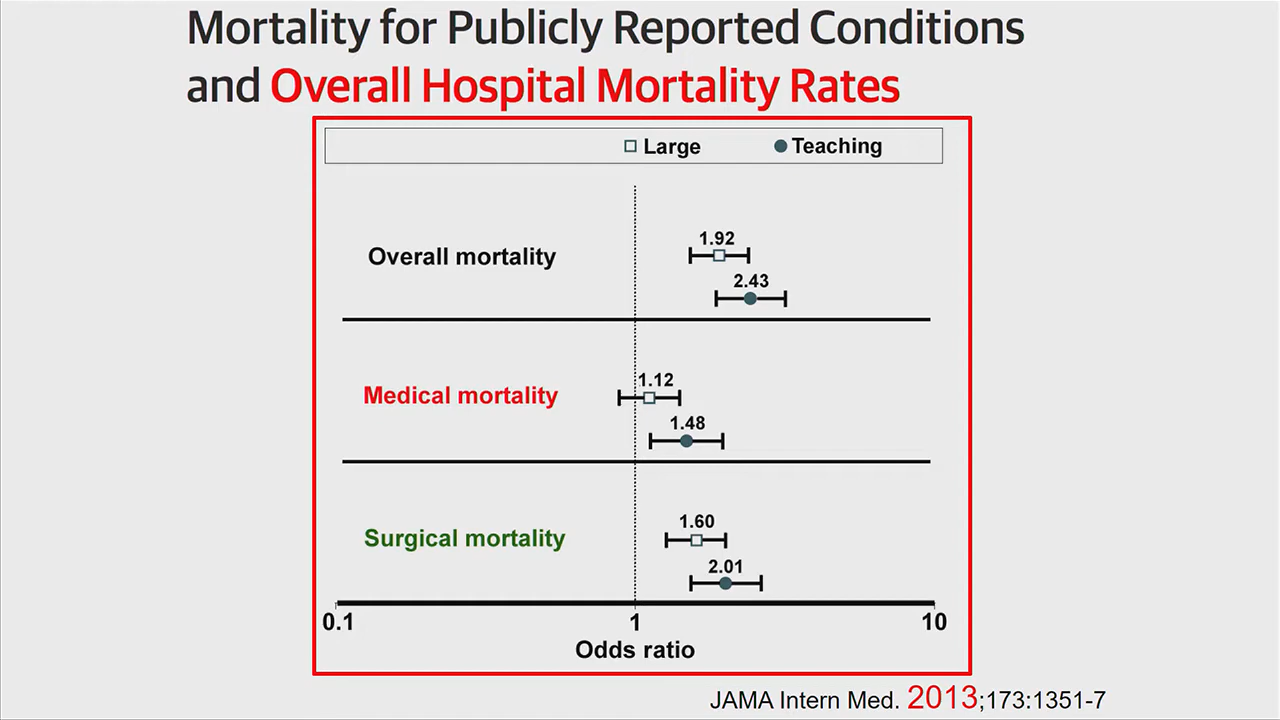 Mortality for Publicly Reported Conditions
and Overall Hospital Mortality Rates
Large Teaching
Overall mortality
1.92
2.43
Medical mortality
1.12
1.48
Surgical mortality
1.60
2.01
0.1 1 10
Odds ratio
JAMA Intern Med. 2013;173:1351-7